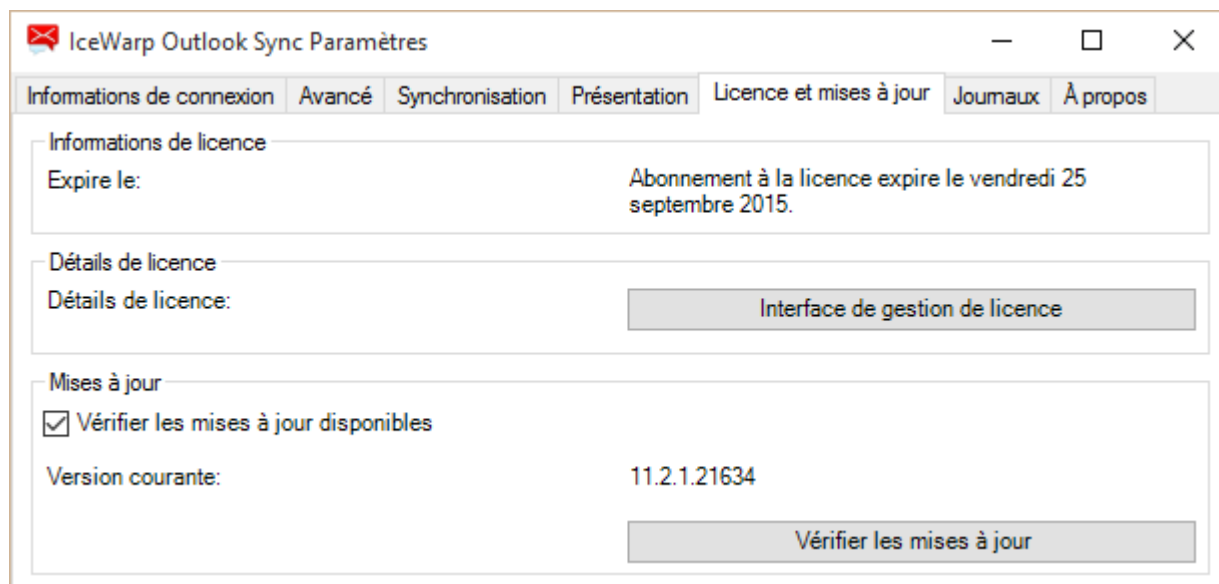 IceWarp Outlook Sync Paramètres
Informations de connexion Avancé Synchronisation Présentation Licence et mises à jour Journaux À propos
Informations de licence
Expire le: Abonnement à la licence expire le vendredi 25
septembre 2015.
Détails de licence
Détails de licence: Interface de gestion de licence
Mises à jour
Vérifier les mises à jour disponibles
Version courante: 11.2.1.21634
Vérifier les mises à jour